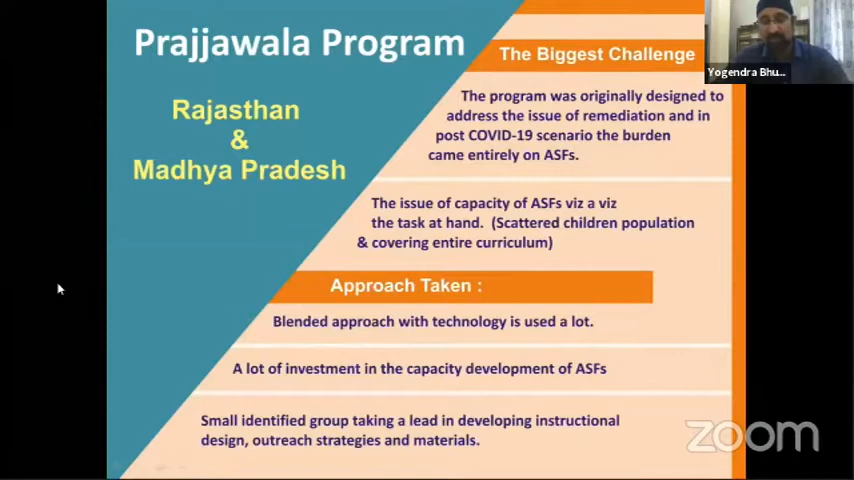 Prajjawala Program
Rajasthan
&
Madhya Pradesh
The Biggest Challenge
Yogendra Bhu...
The program was originally designed to
address the issue of remediation and in
post COVID-19 scenario the burden
came entirely on ASFs.
The issue of capacity of ASFs viz a viz
the task at hand. (Scattered children population
& covering entire curriculum)
Approach Taken :
Blended approach with technology is used a lot.
A lot of investment in the capacity development of ASFs
Small identified group taking a lead in developing instructional
design, outreach strategies and materials.
zoom